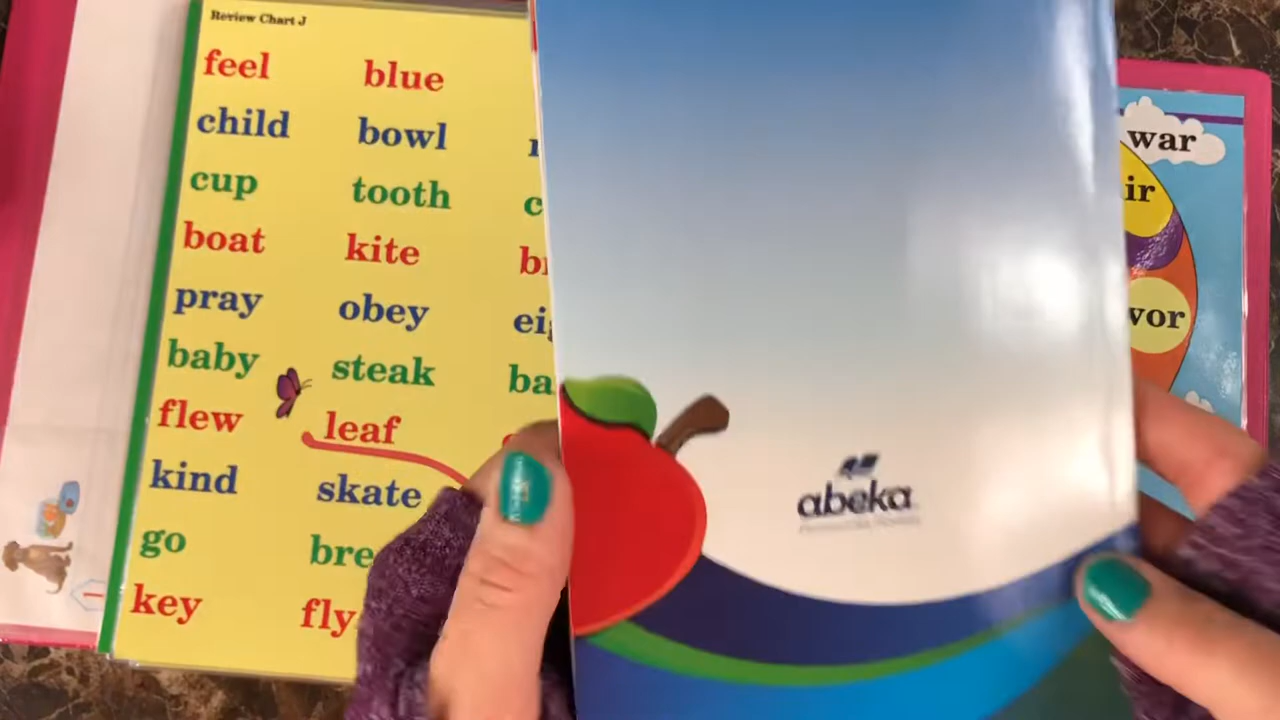 Review Chart J
feel blue
child bowl
cup tooth
boat kite
pray obey
baby steak
flew leaf
kind skate
go
key fly
war
ir
wor
abeka